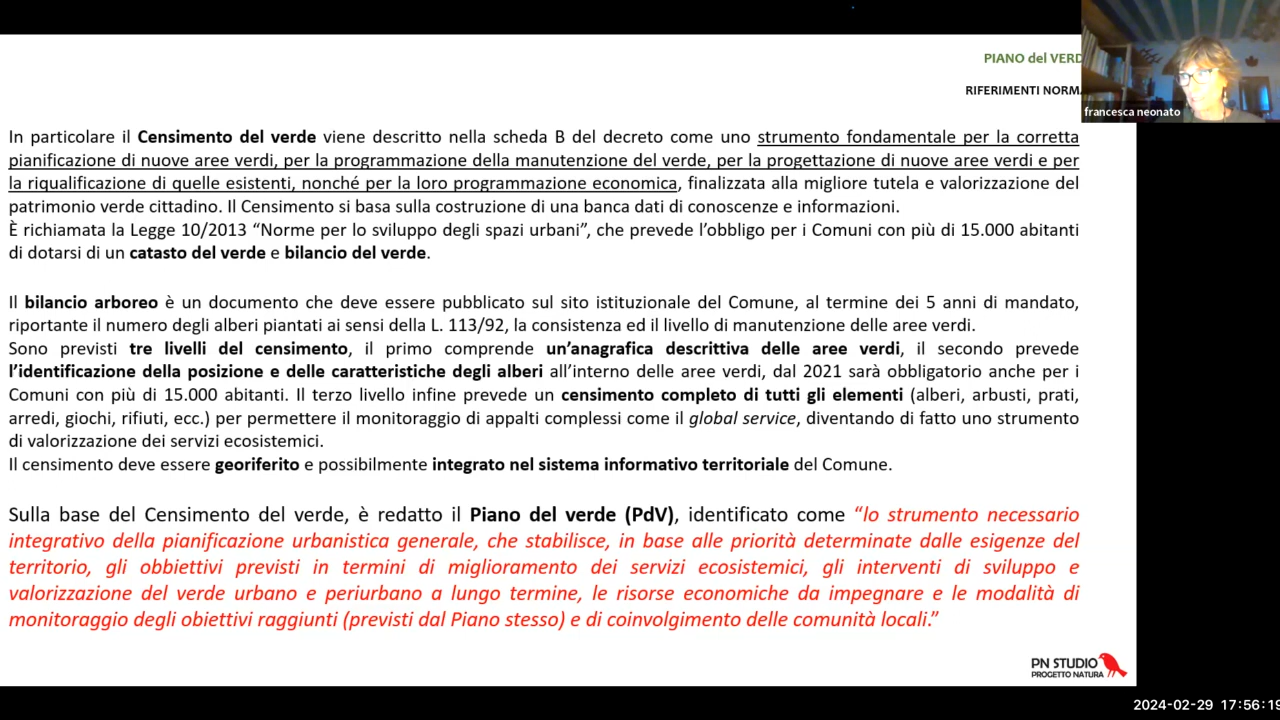 PIANO del VERD
RIFERIMENTI NORMA
francesca neonato
In particolare il Censimento del verde viene descritto nella scheda B del decreto come uno strumento fondamentale per la corretta
pianificazione di nuove aree verdi, per la programmazione della manutenzione del verde, per la progettazione di nuove aree verdi e per
la riqualificazione di quelle esistenti, nonché per la loro programmazione economica, finalizzata alla migliore tutela e valorizzazione del
patrimonio verde cittadino. Il Censimento si basa sulla costruzione di una banca dati di conoscenze e informazioni.
È richiamata la Legge 10/2013 “Norme per lo sviluppo degli spazi urbani”, che prevede l’obbligo per i Comuni con più di 15.000 abitanti
di dotarsi di un catasto del verde e bilancio del verde.
Il bilancio arboreo è un documento che deve essere pubblicato sul sito istituzionale del Comune, al termine dei 5 anni di mandato,
riportante il numero degli alberi piantati ai sensi della L. 113/92, la consistenza ed il livello di manutenzione delle aree verdi.
Sono previsti tre livelli del censimento, il primo comprende un’anagrafica descrittiva delle aree verdi, il secondo prevede
l’identificazione della posizione e delle caratteristiche degli alberi all’interno delle aree verdi, dal 2021 sarà obbligatorio anche per i
Comuni con più di 15.000 abitanti. Il terzo livello infine prevede un censimento completo di tutti gli elementi (alberi, arbusti, prati,
arredi, giochi, rifiuti, ecc.) per permettere il monitoraggio di appalti complessi come il global service, diventando di fatto uno strumento
di valorizzazione dei servizi ecosistemici.
Il censimento deve essere georiferito e possibilmente integrato nel sistema informativo territoriale del Comune.
Sulla base del Censimento del verde, è redatto il Piano del verde (PdV), identificato come “lo strumento necessario
integrativo della pianificazione urbanistica generale, che stabilisce, in base alle priorità determinate dalle esigenze del
territorio, gli obbiettivi previsti in termini di miglioramento dei servizi ecosistemici, gli interventi di sviluppo e
valorizzazione del verde urbano e periurbano a lungo termine, le risorse economiche da impegnare e le modalità di
monitoraggio degli obiettivi raggiunti (previsti dal Piano stesso) e di coinvolgimento delle comunità locali.”
PN STUDIO
PROGETTO NATURA
2024-02-29 17:56:19